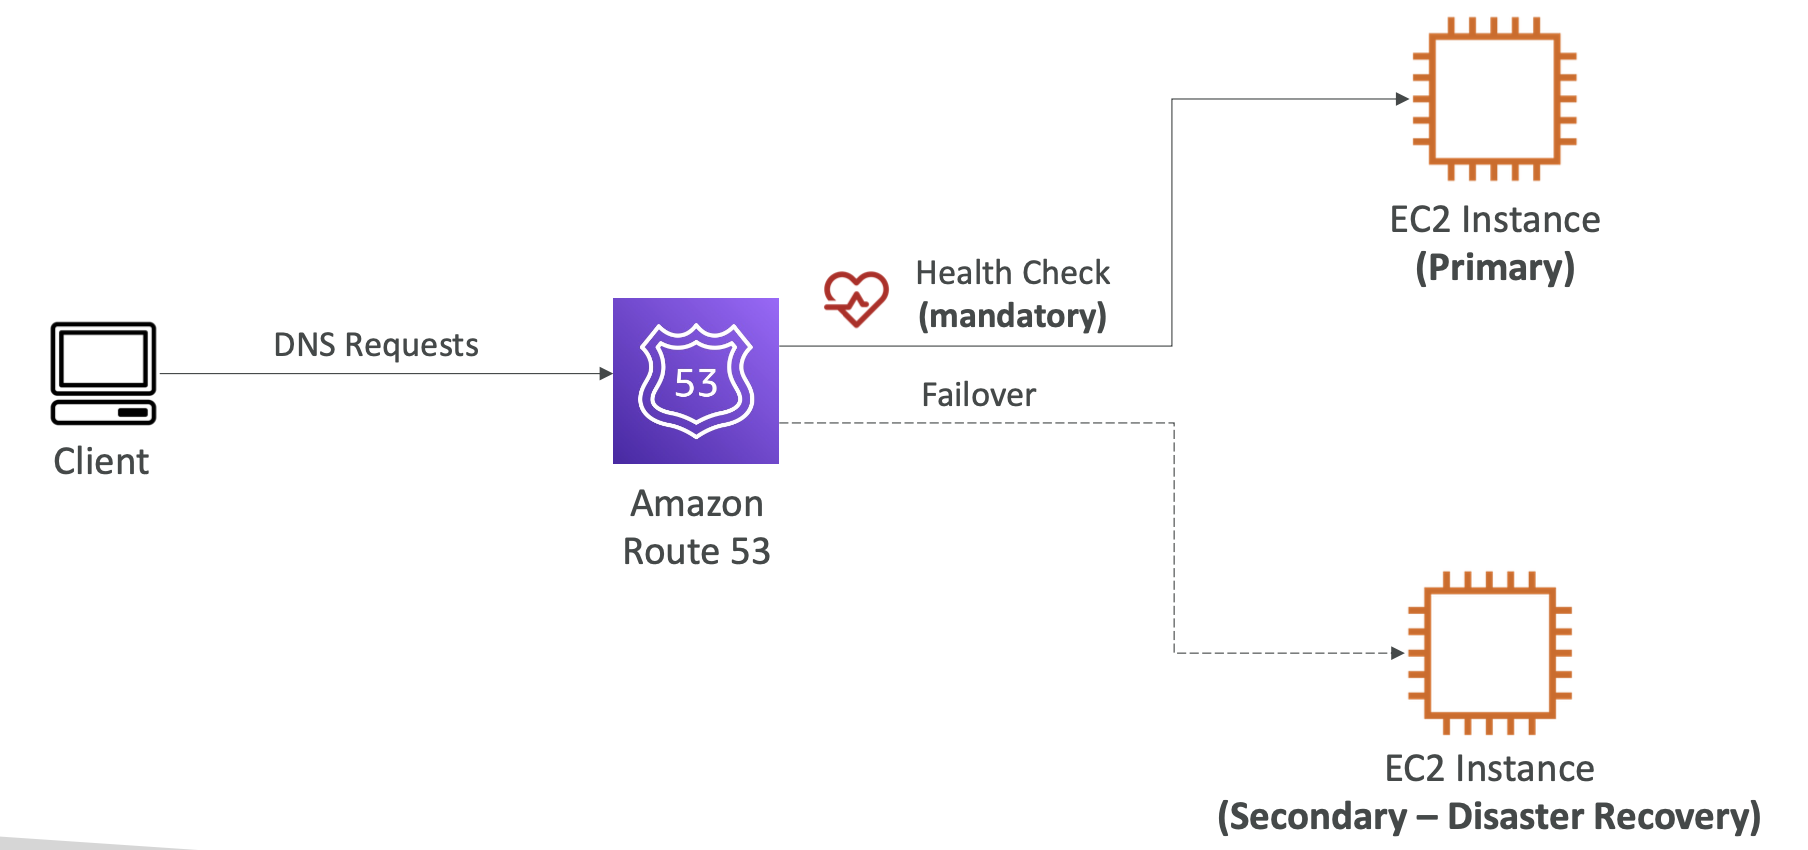 EC2 Instance
(Primary)
Health Check
(mandatory)
DNS Requests
53
Failover
Client
Amazon
Route 53
EC2 Instance
(Secondary – Disaster Recovery)